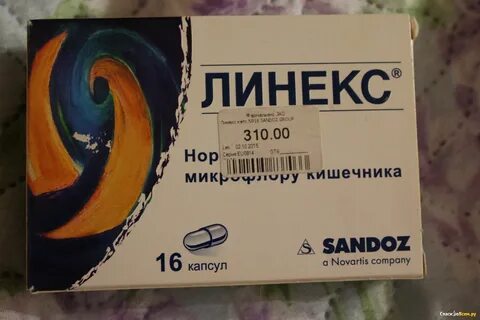 ЛИНЕКС®
310.00
Нор
микрофлору кишечника
16 капсул
SANDOZ
a Novartis company